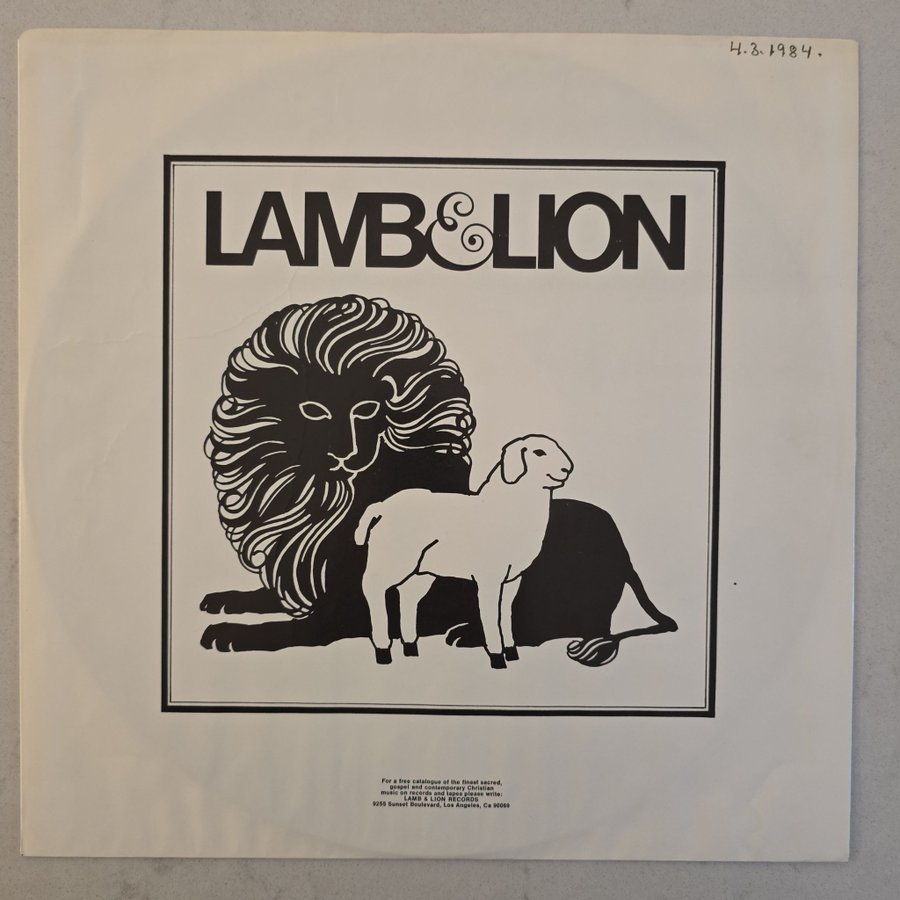 4.3.1984.
LAMB & LION
For a free catalogue of the finest sacred,
gospel and contemporary Christian
music on records and tapes please write:
LAMB & LION RECORDS
9255 Sunset Boulevard, Los Angeles, Ca 90069